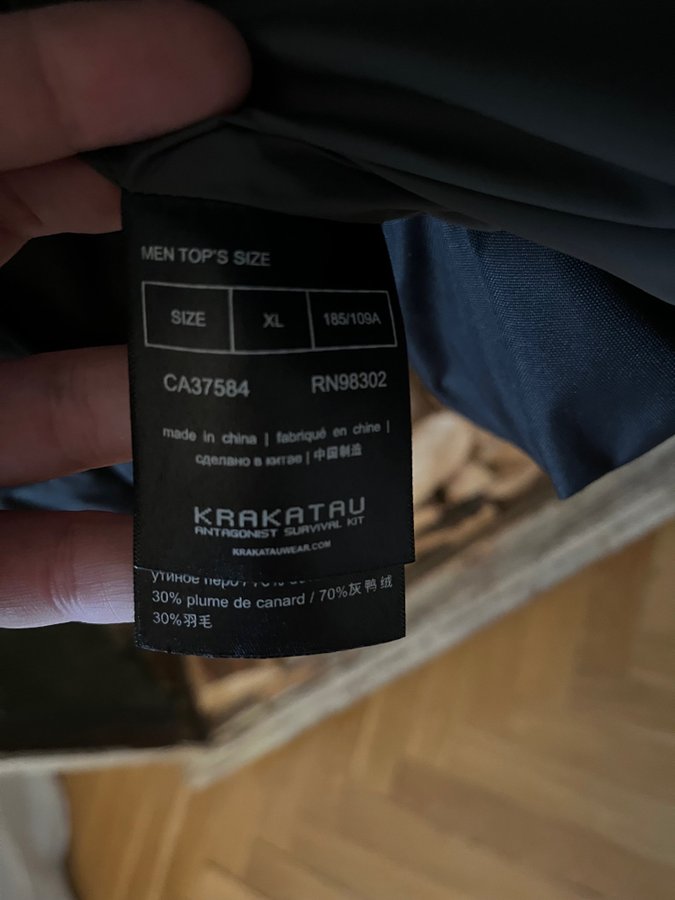 MEN TOP'S SIZE
SIZE XL 185/109A
CA37584 RN98302
made in china | fabriqué en chine |
сделано в китае | 中国制造
KRAKATAU
ANTAGONIST SURVIVAL KIT
KRAKATAUWEAR.COM
утиное перо /
30% plume de canard / 70%灰鸭绒
30%羽毛